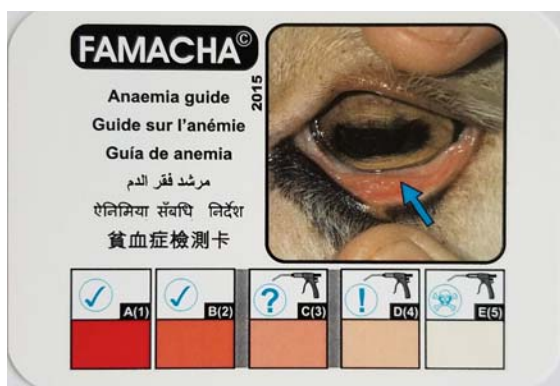 FAMACHA©
2015
Anaemia guide
Guide sur l'anémie
Guía de anemia
مرشد فقر الدم
ऐनिमिया सँबधि निर्देश
貧血症檢測卡
✓ A(1)
✓ B(2)
? C(3)
! D(4)
E(5)